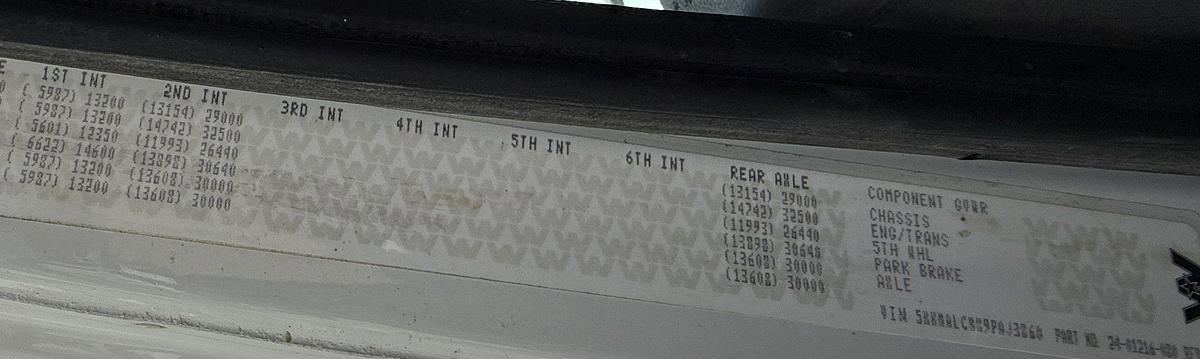 1ST INT 2ND INT 3RD INT 4TH INT 5TH INT 6TH INT REAR AXLE COMPONENT GVWR
( 5987) 13200 (13154) 29000 (13154) 29000 CHASSIS
( 5987) 13200 (14742) 32500 (14742) 32500 ENG/TRANS
( 5601) 12350 (11993) 26440 (11993) 26440 5TH WHL
( 6622) 14600 (13898) 30640 (13898) 30640 PARK BRAKE
( 5987) 13200 (13608) 30000 (13608) 30000 AXLE
( 5987) 13200 (13608) 30000 (13608) 30000
VIN PART NO.